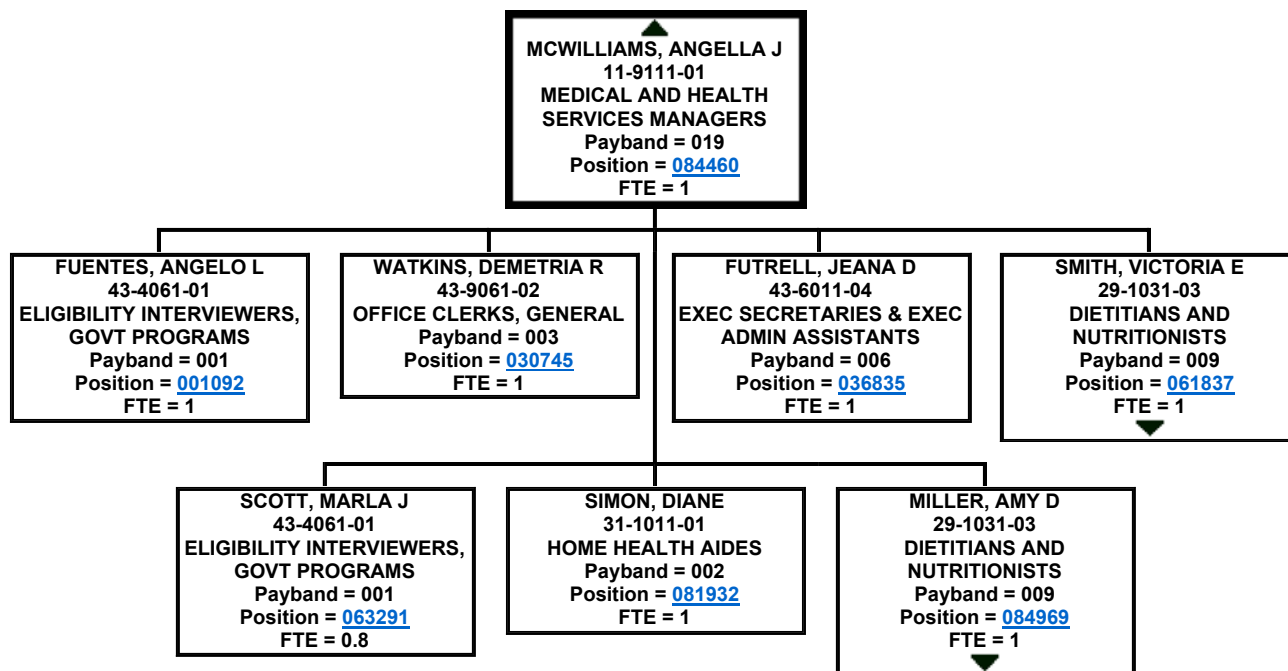 MCWILLIAMS, ANGELLA J
11-9111-01
MEDICAL AND HEALTH
SERVICES MANAGERS
Payband = 019
Position = 084460
FTE = 1
FUENTES, ANGELO L
43-4061-01
ELIGIBILITY INTERVIEWERS,
GOVT PROGRAMS
Payband = 001
Position = 001092
FTE = 1
WATKINS, DEMETRIA R
43-9061-02
OFFICE CLERKS, GENERAL
Payband = 003
Position = 030745
FTE = 1
FUTRELL, JEANA D
43-6011-04
EXEC SECRETARIES & EXEC
ADMIN ASSISTANTS
Payband = 006
Position = 036835
FTE = 1
SMITH, VICTORIA E
29-1031-03
DIETITIANS AND
NUTRITIONISTS
Payband = 009
Position = 061837
FTE = 1
SCOTT, MARLA J
43-4061-01
ELIGIBILITY INTERVIEWERS,
GOVT PROGRAMS
Payband = 001
Position = 063291
FTE = 0.8
SIMON, DIANE
31-1011-01
HOME HEALTH AIDES
Payband = 002
Position = 081932
FTE = 1
MILLER, AMY D
29-1031-03
DIETITIANS AND
NUTRITIONISTS
Payband = 009
Position = 084969
FTE = 1